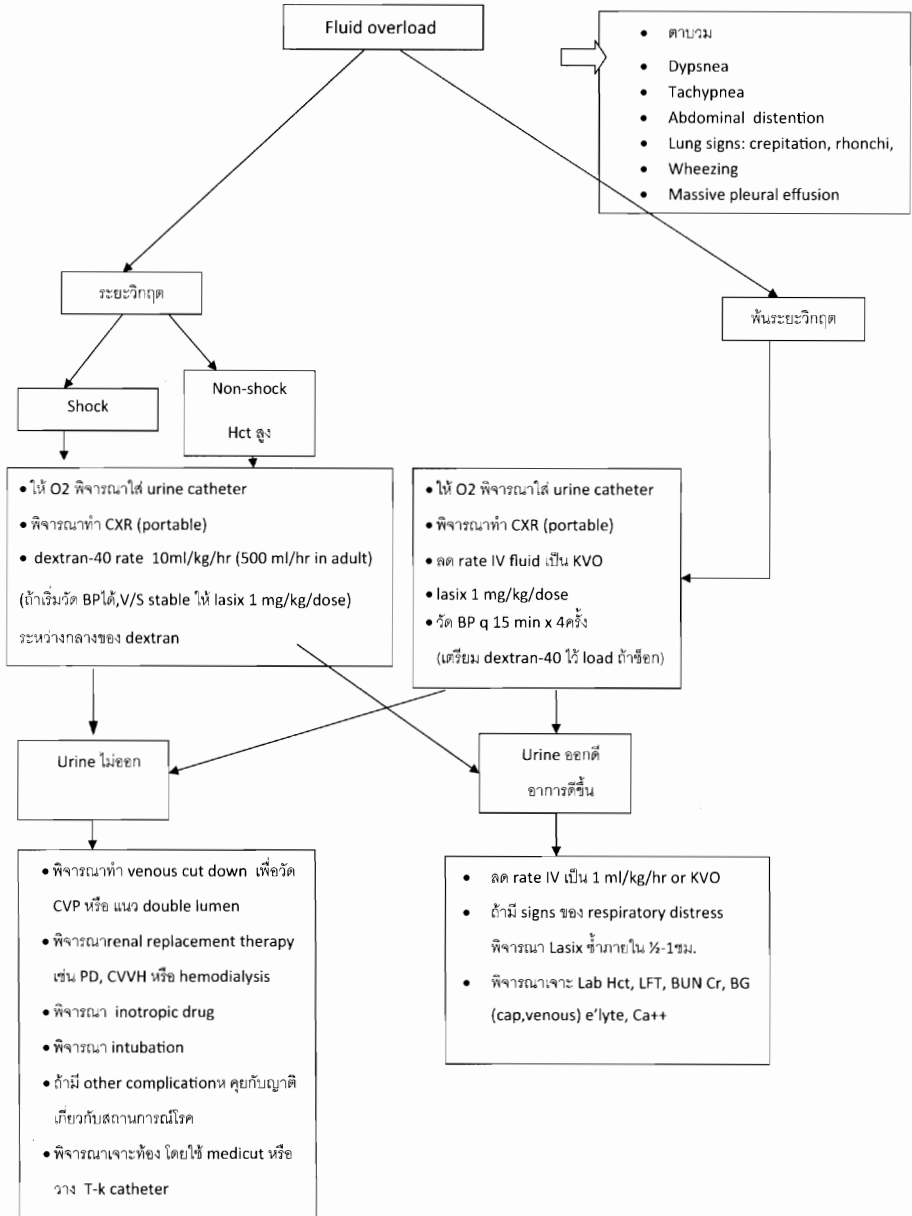 Fluid overload
• ตาบวม
• Dypsnea
• Tachypnea
• Abdominal distention
• Lung signs: crepitation, rhonchi,
• Wheezing
• Massive pleural effusion
ระยะวิกฤต
พ้นระยะวิกฤต
Shock
Non-shock
Hct สูง
• ให้ O2 พิจารณาใส่ urine catheter
• พิจารณาทำ CXR (portable)
• dextran-40 rate 10ml/kg/hr (500 ml/hr in adult)
(ถ้าเริ่มวัด BPได้,V/S stable ให้ lasix 1 mg/kg/dose)
ระหว่างกลางของ dextran
• ให้ O2 พิจารณาใส่ urine catheter
• พิจารณาทำ CXR (portable)
• ลด rate IV fluid เป็น KVO
• lasix 1 mg/kg/dose
• วัด BP q 15 min x 4ครั้ง
(เตรียม dextran-40 ไว้ load ถ้าช็อก)
Urine ไม่ออก
Urine ออกดี
อาการดีขึ้น
• พิจารณาทำ venous cut down เพื่อวัด
CVP หรือ แนว double lumen
• พิจารณาrenal replacement therapy
เช่น PD, CVVH หรือ hemodialysis
• พิจารณา inotropic drug
• พิจารณา intubation
• ถ้ามี other complicationห คุยกับญาติ
เกี่ยวกับสถานการณ์โรค
• พิจารณาเจาะท้อง โดยใช้ medicut หรือ
วาง T-k catheter
• ลด rate IV เป็น 1 ml/kg/hr or KVO
• ถ้ามี signs ของ respiratory distress
พิจารณา Lasix ซ้ำภายใน ½-1ชม.
• พิจารณาเจาะ Lab Hct, LFT, BUN Cr, BG
(cap,venous) e'lyte, Ca++